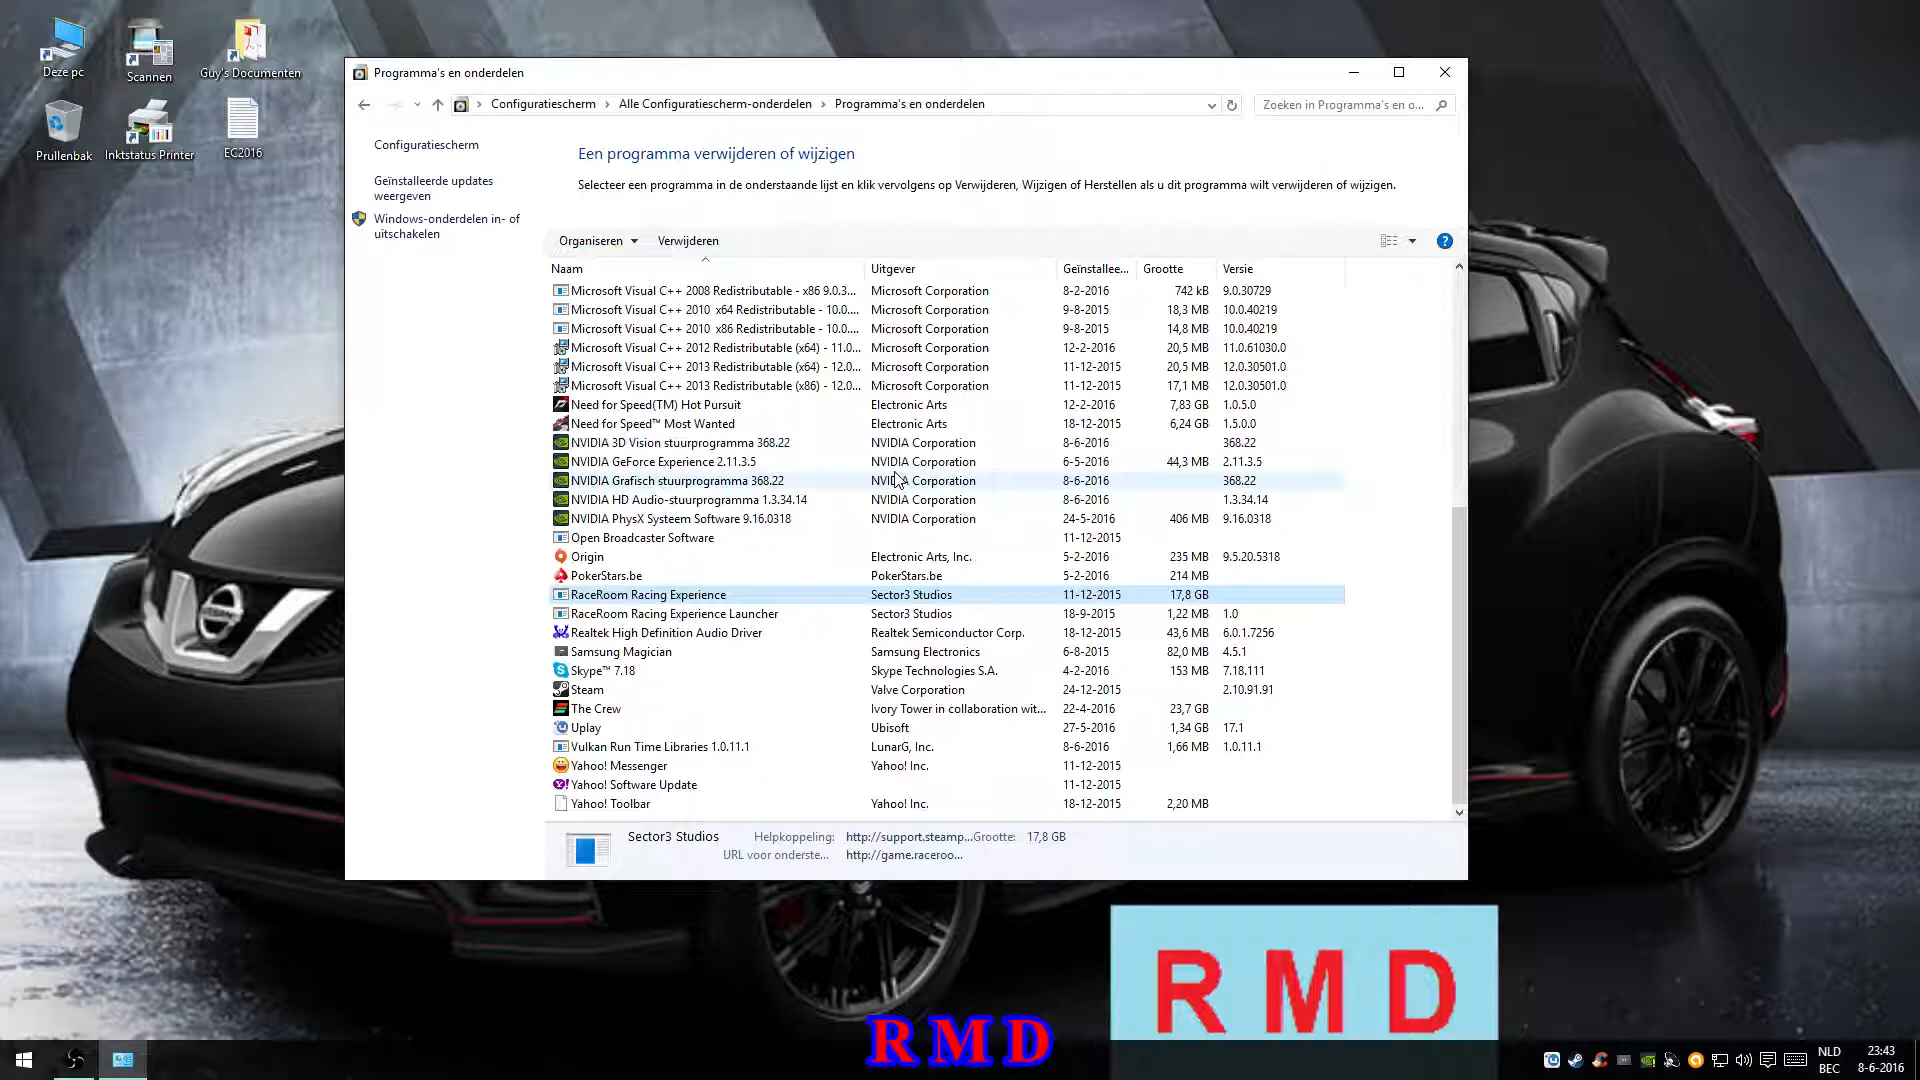 Deze pc
Scannen
Guy's Documenten
Prullenbak
Inktstatus Printer
EC2016
Programma's en onderdelen
Configuratiescherm
Alle Configuratiescherm-onderdelen
Programma's en onderdelen
Zoeken in Programma's en o...
Configuratiescherm
Geïnstalleerde updates
weergeven
Windows-onderdelen in- of
uitschakelen
Een programma verwijderen of wijzigen
Selecteer een programma in de onderstaande lijst en klik vervolgens op Verwijderen, Wijzigen of Herstellen als u dit programma wilt verwijderen of wijzigen.
Organiseren Verwijderen
Naam Uitgever Geïnstallee... Grootte Versie
Microsoft Visual C++ 2008 Redistributable - x86 9.0.3... Microsoft Corporation 8-2-2016 742 kB 9.0.30729
Microsoft Visual C++ 2010 x64 Redistributable - 10.0.... Microsoft Corporation 9-8-2015 18,3 MB 10.0.40219
Microsoft Visual C++ 2010 x86 Redistributable - 10.0.... Microsoft Corporation 9-8-2015 14,8 MB 10.0.40219
Microsoft Visual C++ 2012 Redistributable (x64) - 11.0... Microsoft Corporation 12-2-2016 20,5 MB 11.0.61030.0
Microsoft Visual C++ 2013 Redistributable (x64) - 12.0... Microsoft Corporation 11-12-2015 20,5 MB 12.0.30501.0
Microsoft Visual C++ 2013 Redistributable (x86) - 12.0... Microsoft Corporation 11-12-2015 17,1 MB 12.0.30501.0
Need for Speed(TM) Hot Pursuit Electronic Arts 12-2-2016 7,83 GB 1.0.5.0
Need for Speed™ Most Wanted Electronic Arts 18-12-2015 6,24 GB 1.5.0.0
NVIDIA 3D Vision stuurprogramma 368.22 NVIDIA Corporation 8-6-2016 368.22
NVIDIA GeForce Experience 2.11.3.5 NVIDIA Corporation 6-5-2016 44,3 MB 2.11.3.5
NVIDIA Grafisch stuurprogramma 368.22 NVIDIA Corporation 8-6-2016 368.22
NVIDIA HD Audio-stuurprogramma 1.3.34.14 NVIDIA Corporation 8-6-2016 1.3.34.14
NVIDIA PhysX Systeem Software 9.16.0318 NVIDIA Corporation 24-5-2016 406 MB 9.16.0318
Open Broadcaster Software 11-12-2015
Origin Electronic Arts, Inc. 5-2-2016 235 MB 9.5.20.5318
PokerStars.be PokerStars.be 5-2-2016 214 MB
RaceRoom Racing Experience Sector3 Studios 11-12-2015 17,8 GB
RaceRoom Racing Experience Launcher Sector3 Studios 18-9-2015 1,22 MB 1.0
Realtek High Definition Audio Driver Realtek Semiconductor Corp. 18-12-2015 43,6 MB 6.0.1.7256
Samsung Magician Samsung Electronics 6-8-2015 82,0 MB 4.5.1
Skype™ 7.18 Skype Technologies S.A. 4-2-2016 153 MB 7.18.111
Steam Valve Corporation 24-12-2015 2.10.91.91
The Crew Ivory Tower in collaboration wit... 22-4-2016 23,7 GB
Uplay Ubisoft 27-5-2016 1,34 GB 17.1
Vulkan Run Time Libraries 1.0.11.1 LunarG, Inc. 8-6-2016 1,66 MB 1.0.11.1
Yahoo! Messenger Yahoo! Inc. 11-12-2015
Yahoo! Software Update 11-12-2015
Yahoo! Toolbar Yahoo! Inc. 18-12-2015 2,20 MB
Sector3 Studios Helpkoppeling: http://support.steamp... Grootte: 17,8 GB
URL voor onderste... http://game.raceroo...
R M D
R M D
NLD
BEC
23:43
8-6-2016